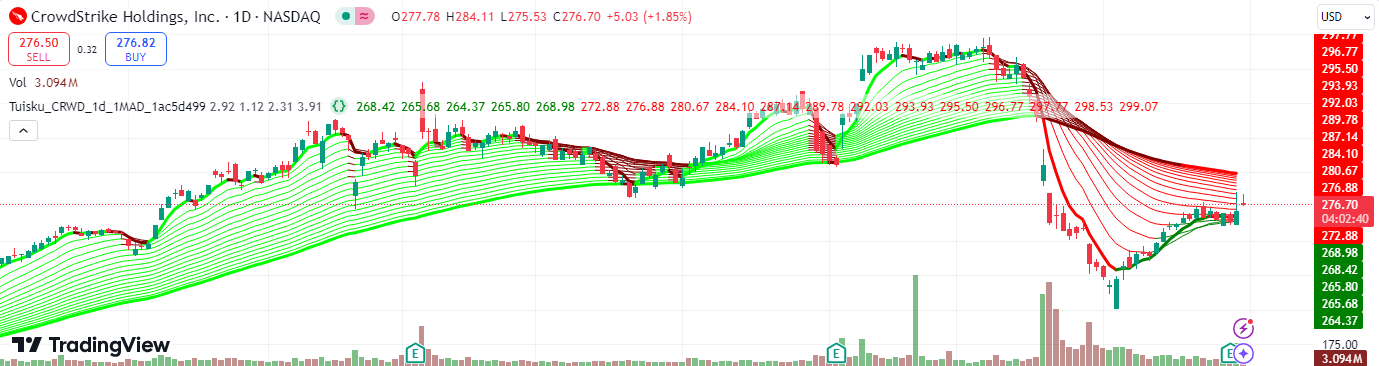 CrowdStrike Holdings, Inc. · 1D · NASDAQ O277.78 H284.11 L275.53 C276.70 +5.03 (+1.85%)
USD
276.50 SELL
0.32
276.82 BUY
Vol 3.094M
Tuisku_CRWD_1d_1MAD_1ac5d499 2.92 1.12 2.31 3.91 268.42 265.68 264.37 265.80 268.98 272.88 276.88 280.67 284.10 287.14 289.78 292.03 293.93 295.50 296.77 297.77 298.53 299.07
297.77
296.77
295.50
293.93
292.03
289.78
287.14
284.10
280.67
276.88
276.70
04:02:40
272.88
268.98
268.42
265.80
265.68
264.37
175.00
3.094M
TradingView
E
E
E